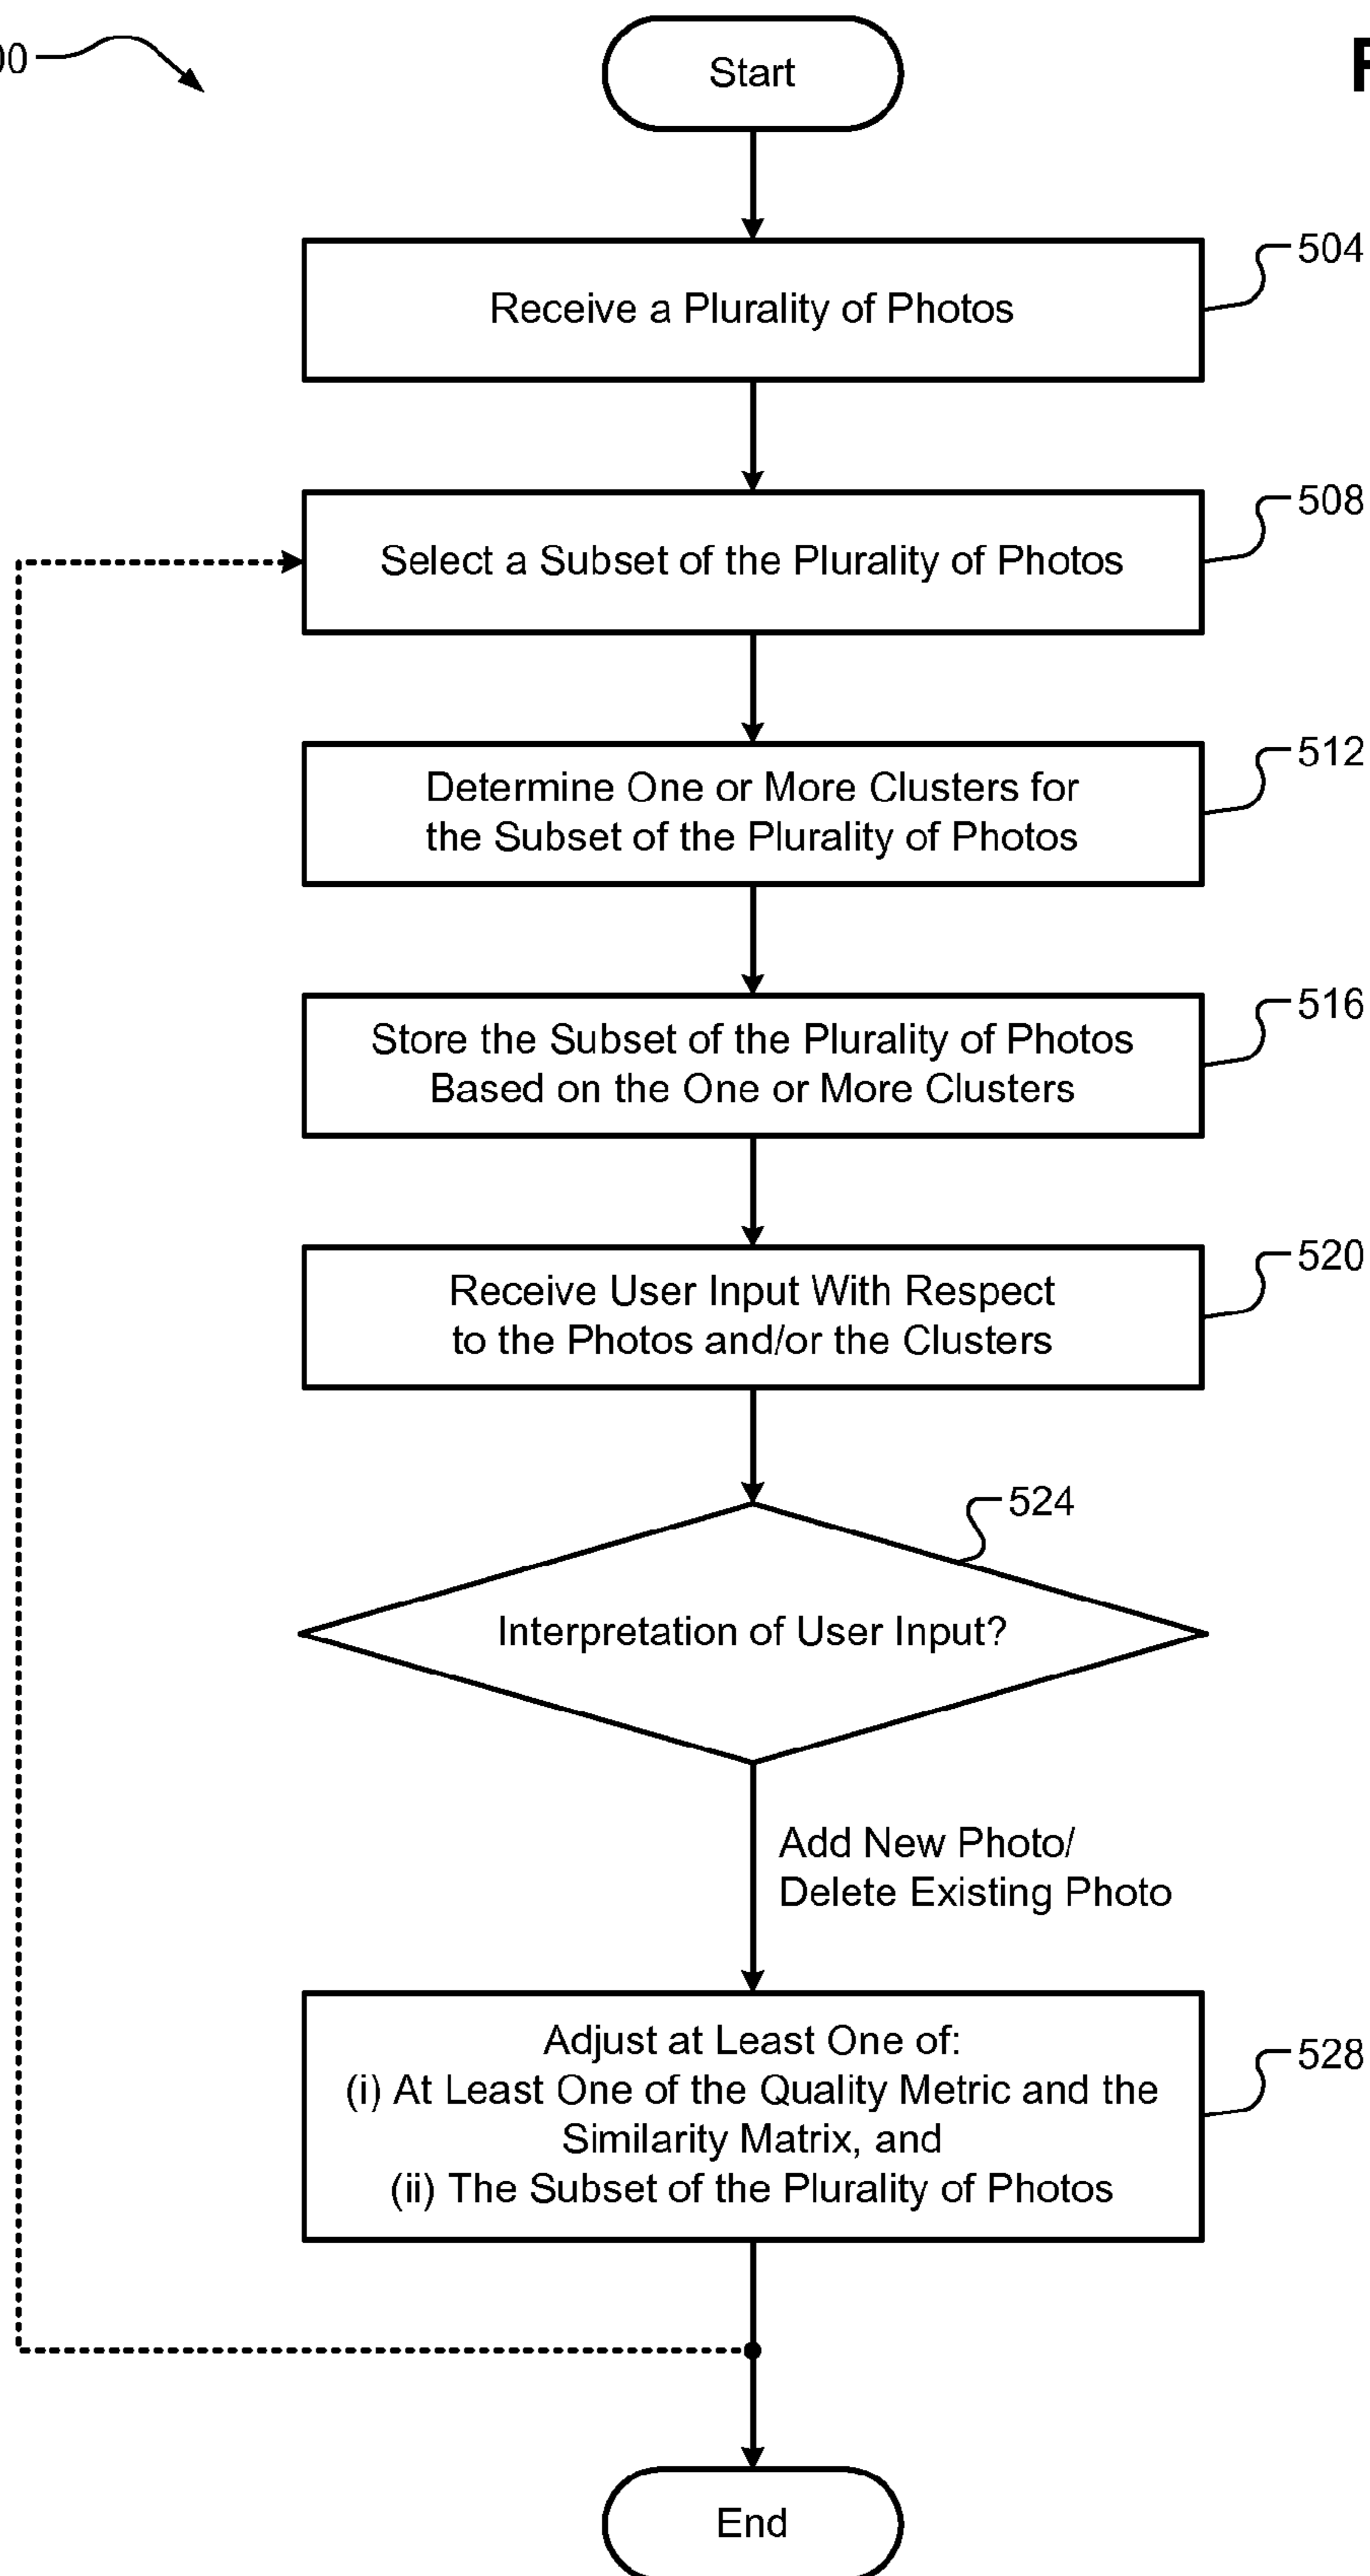 00
Start
504
Receive a Plurality of Photos
508
Select a Subset of the Plurality of Photos
512
Determine One or More Clusters for
the Subset of the Plurality of Photos
516
Store the Subset of the Plurality of Photos
Based on the One or More Clusters
520
Receive User Input With Respect
to the Photos and/or the Clusters
524
Interpretation of User Input?
Add New Photo/
Delete Existing Photo
528
Adjust at Least One of:
(i) At Least One of the Quality Metric and the
Similarity Matrix, and
(ii) The Subset of the Plurality of Photos
End